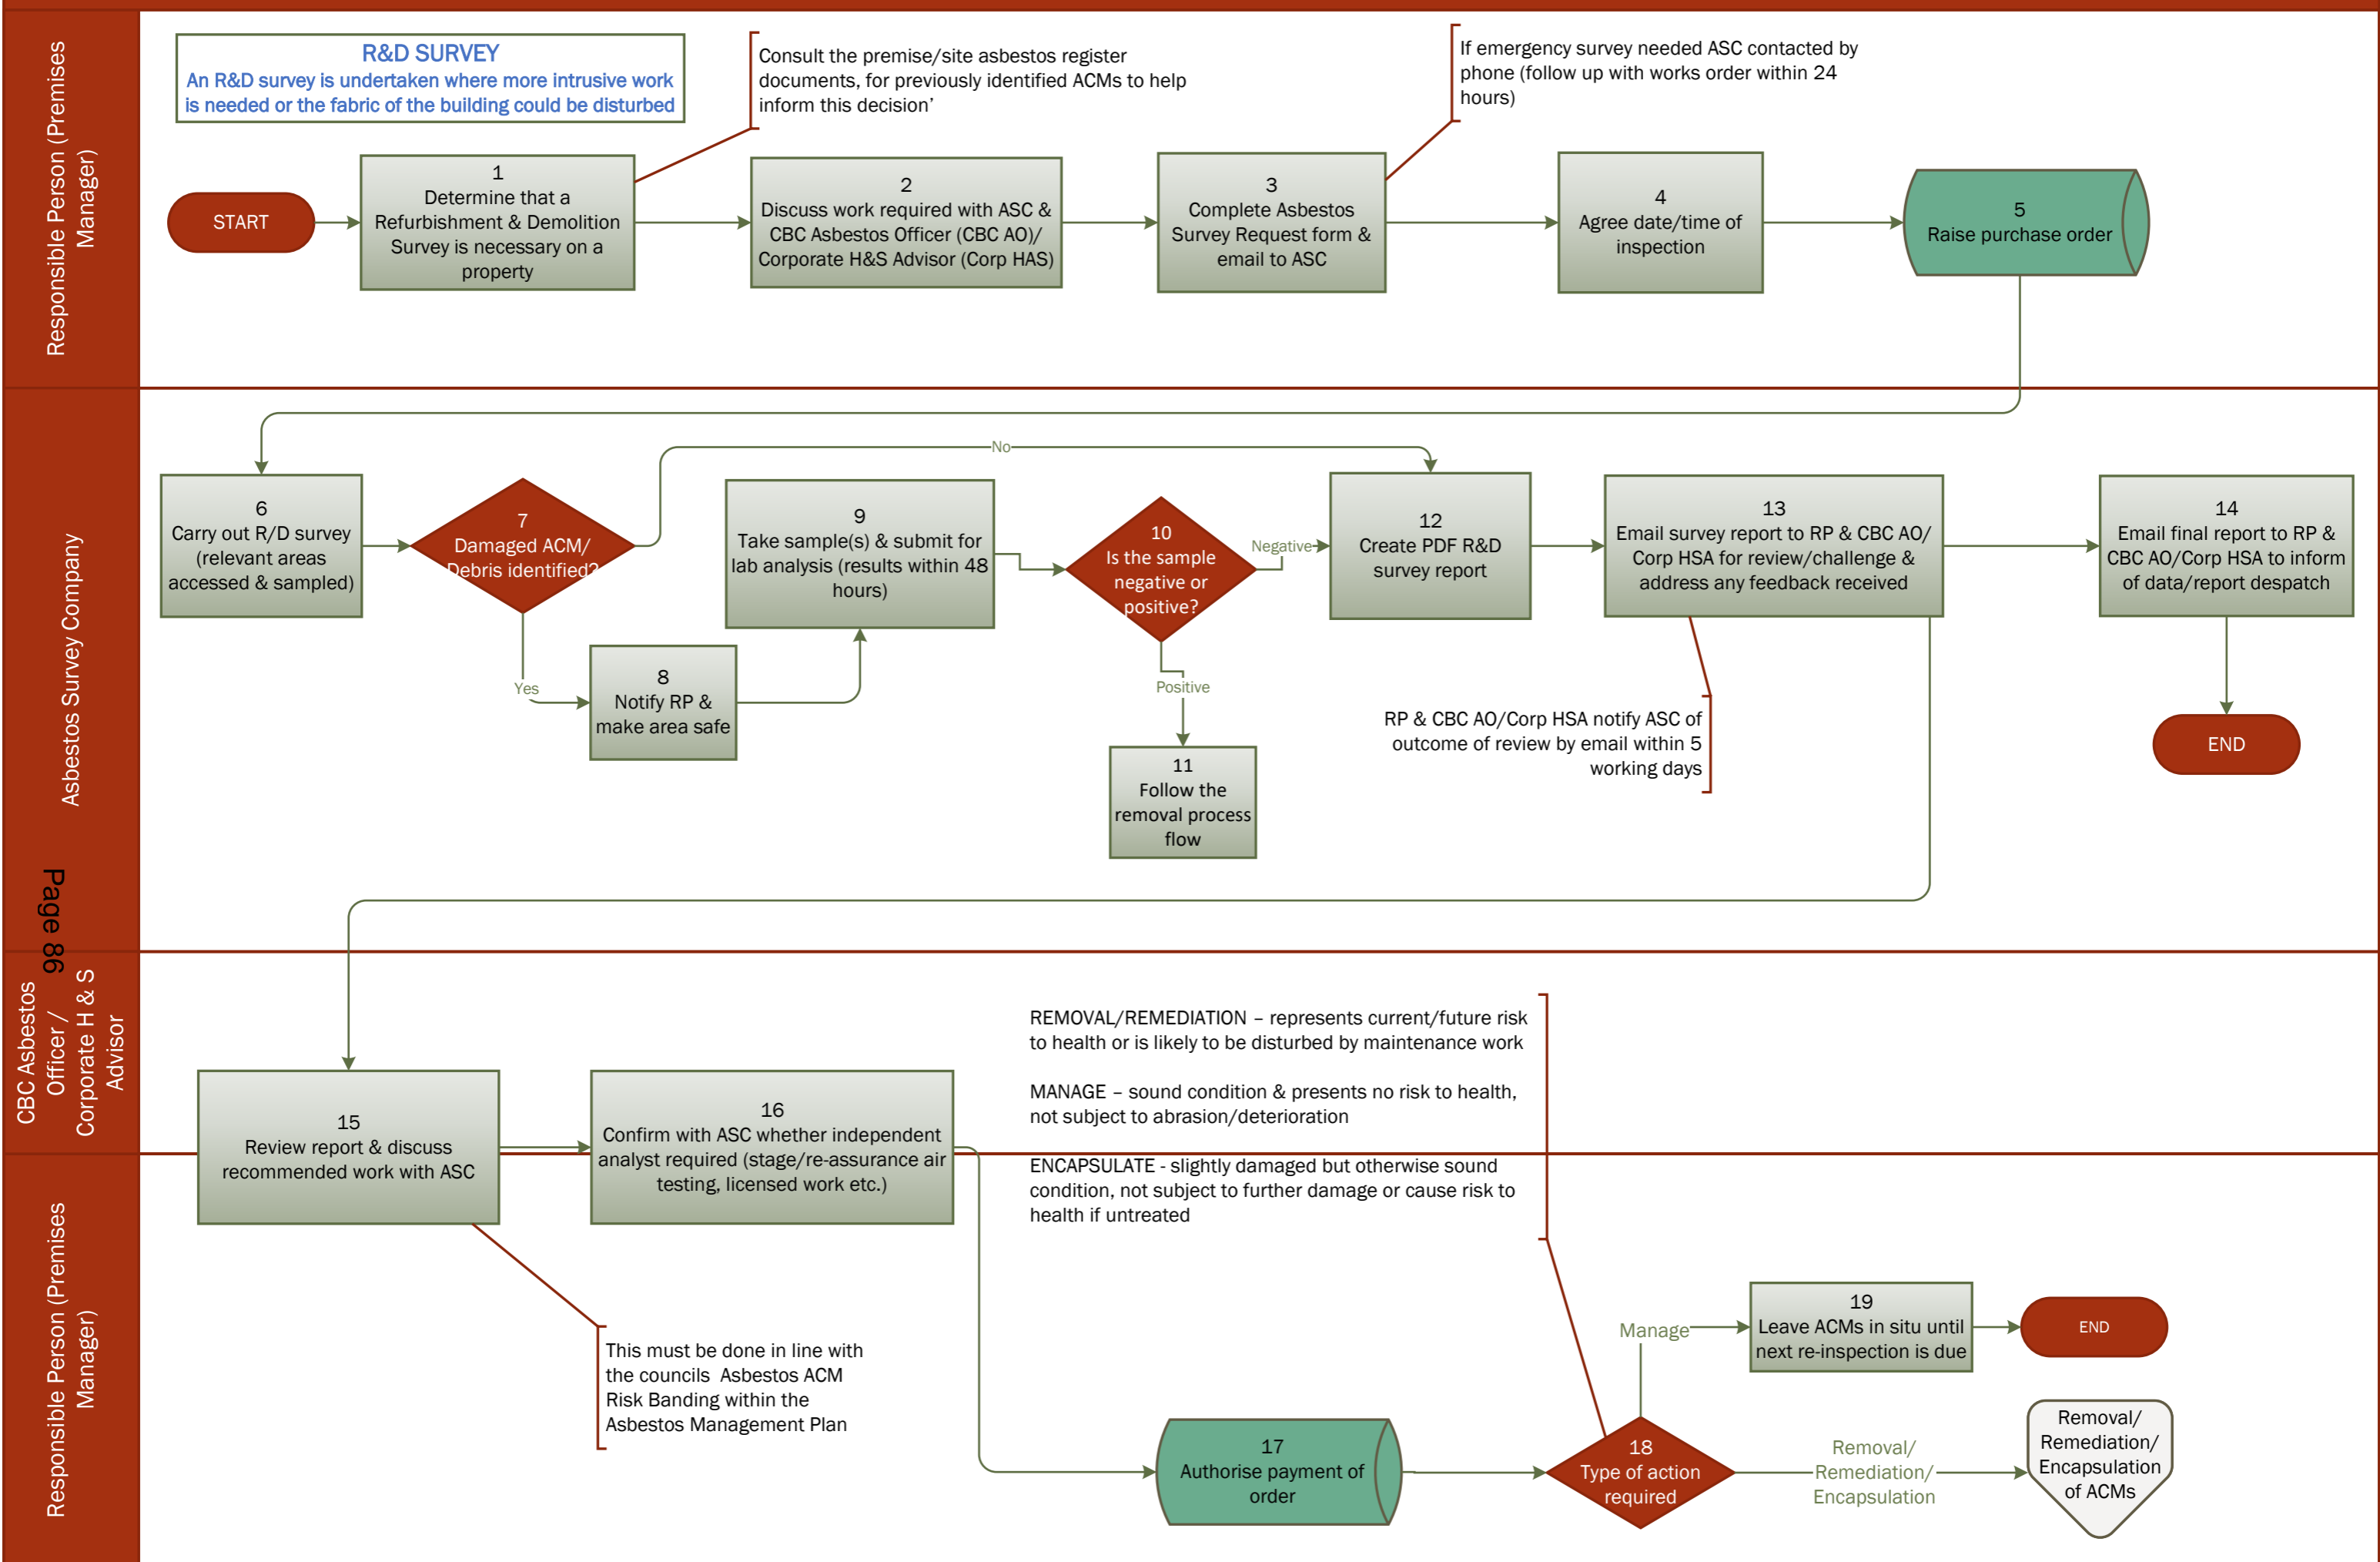 Responsible Person (Premises
Manager)
R&D SURVEY
An R&D survey is undertaken where more intrusive work
is needed or the fabric of the building could be disturbed
Consult the premise/site asbestos register
documents, for previously identified ACMs to help
inform this decision’
If emergency survey needed ASC contacted by
phone (follow up with works order within 24
hours)
START
1
Determine that a
Refurbishment & Demolition
Survey is necessary on a
property
2
Discuss work required with ASC &
CBC Asbestos Officer (CBC AO)/
Corporate H&S Advisor (Corp HAS)
3
Complete Asbestos
Survey Request form &
email to ASC
4
Agree date/time of
inspection
5
Raise purchase order
Asbestos Survey Company
6
Carry out R/D survey
(relevant areas
accessed & sampled)
7
Damaged ACM/
Debris identified?
No
Yes
8
Notify RP &
make area safe
9
Take sample(s) & submit for
lab analysis (results within 48
hours)
10
Is the sample
negative or
positive?
Negative
Positive
11
Follow the
removal process
flow
12
Create PDF R&D
survey report
13
Email survey report to RP & CBC AO/
Corp HSA for review/challenge &
address any feedback received
RP & CBC AO/Corp HSA notify ASC of
outcome of review by email within 5
working days
14
Email final report to RP &
CBC AO/Corp HSA to inform
of data/report despatch
END
Page 86
CBC Asbestos
Officer /
Corporate H & S
Advisor
15
Review report & discuss
recommended work with ASC
16
Confirm with ASC whether independent
analyst required (stage/re-assurance air
testing, licensed work etc.)
REMOVAL/REMEDIATION – represents current/future risk
to health or is likely to be disturbed by maintenance work
MANAGE – sound condition & presents no risk to health,
not subject to abrasion/deterioration
ENCAPSULATE - slightly damaged but otherwise sound
condition, not subject to further damage or cause risk to
health if untreated
Responsible Person (Premises
Manager)
This must be done in line with
the councils Asbestos ACM
Risk Banding within the
Asbestos Management Plan
17
Authorise payment of
order
18
Type of action
required
Manage
19
Leave ACMs in situ until
next re-inspection is due
END
Removal/
Remediation/
Encapsulation
Removal/
Remediation/
Encapsulation
of ACMs